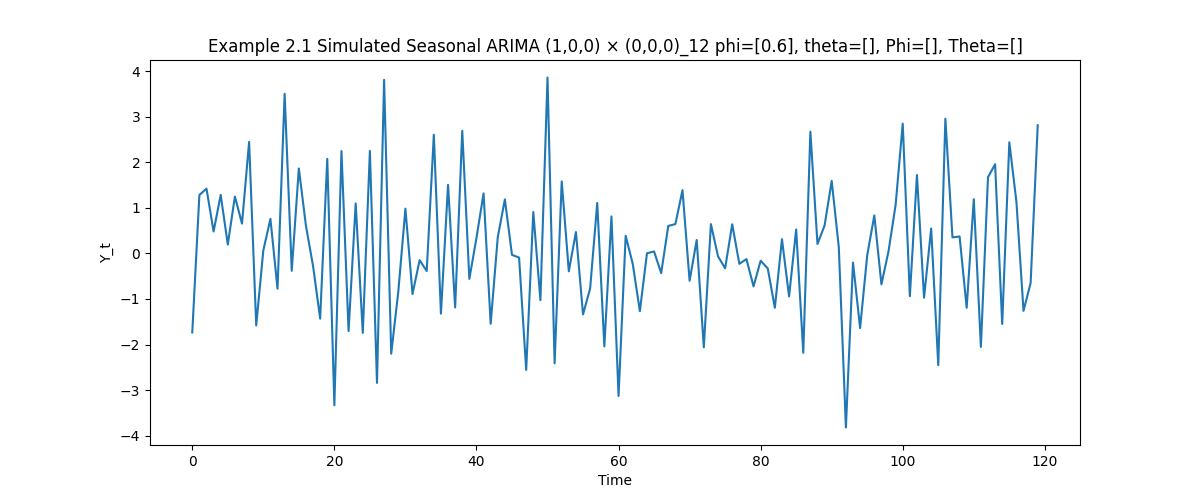 Example 2.1 Simulated Seasonal ARIMA (1,0,0) × (0,0,0)_12 phi=[0.6], theta=[], Phi=[], Theta=[]
4
3
2
1
0
−1
−2
−3
−4
Y_t
0 20 40 60 80 100 120
Time